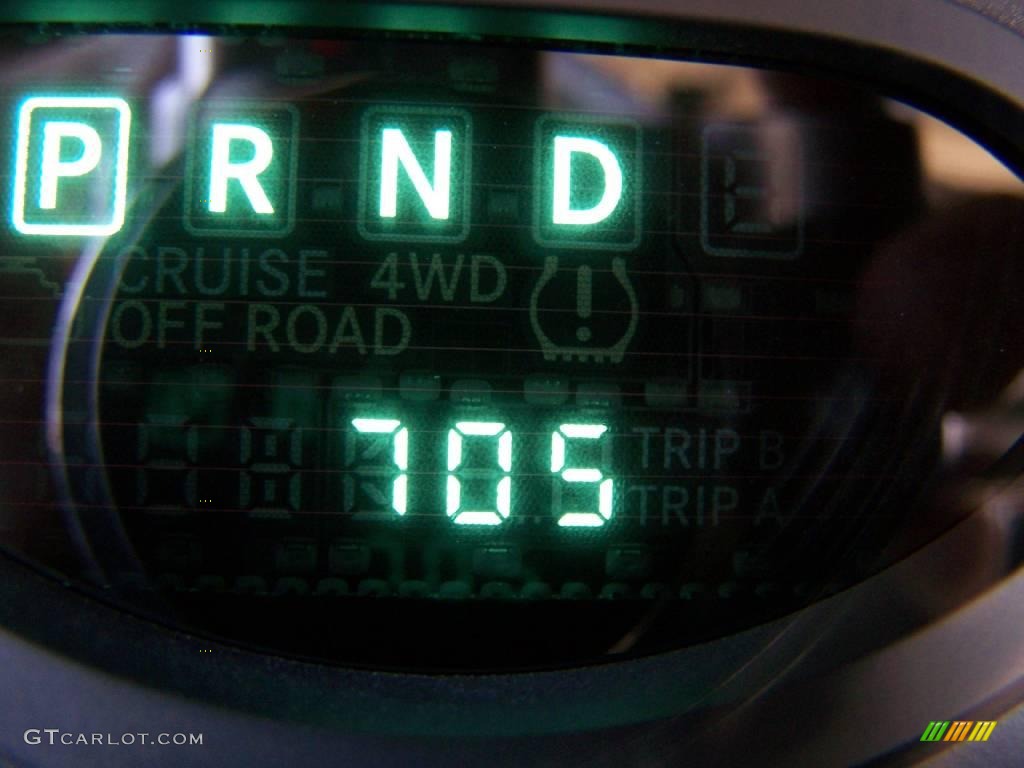 P R N D
CRUISE 4WD
OFF ROAD
705
TRIP B
TRIP A
GTCARLOT.COM